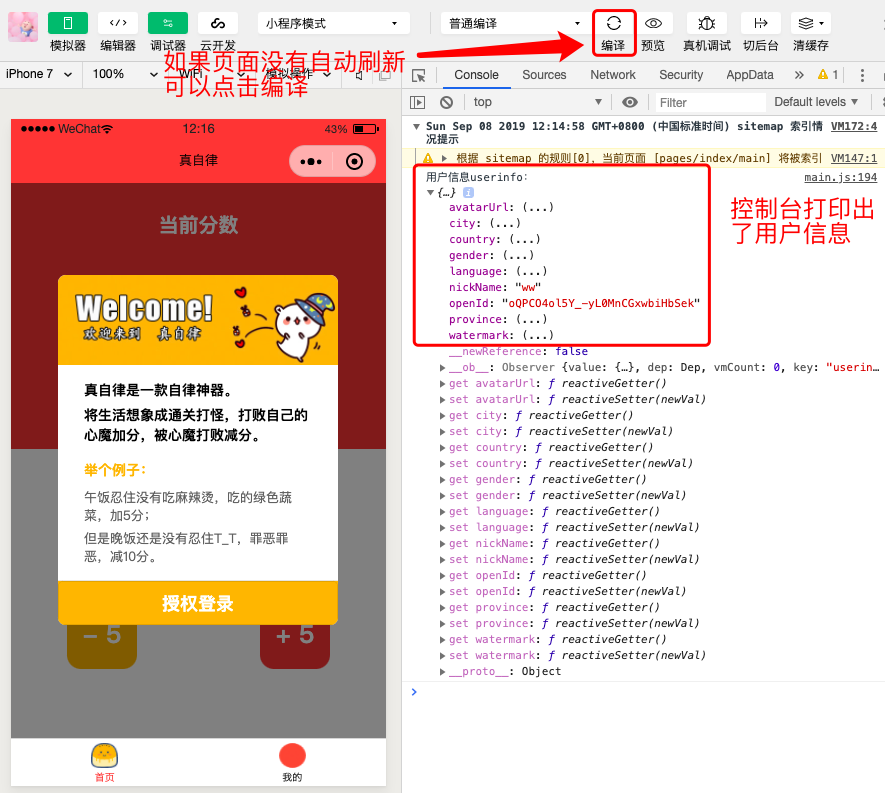 小程序模式
普通编译
模拟器 编辑器 调试器 云开发
编译 预览 真机调试 切后台 清缓存
如果页面没有自动刷新
可以点击编译
iPhone 7 100% WiFi 模拟操作
Console Sources Network Security AppData » 1
top Filter Default levels
WeChat 12:16 43%
真自律
当前分数
Welcome!
欢迎来到 真自律
真自律是一款自律神器。
将生活想象成通关打怪，打败自己的
心魔加分，被心魔打败减分。
举个例子：
午饭忍住没有吃麻辣烫，吃的绿色蔬
菜，加5分；
但是晚饭还是没有忍住T_T，罪恶罪
恶，减10分。
授权登录
– 5 + 5
首页 我的
Sun Sep 08 2019 12:14:58 GMT+0800 (中国标准时间) sitemap 索引情 VM172:4
况提示
根据 sitemap 的规则[0]，当前页面 [pages/index/main] 将被索引 VM147:1
用户信息userinfo： main.js:194
{…} i
avatarUrl: (...)
city: (...)
country: (...)
gender: (...)
language: (...)
nickName: "ww"
openId: "oQPCO4ol5Y_-yL0MnCGxwbiHbSek"
province: (...)
watermark: (...)
控制台打印出
了用户信息
__newReference: false
__ob__: Observer {value: {…}, dep: Dep, vmCount: 0, key: "userin…
get avatarUrl: ƒ reactiveGetter()
set avatarUrl: ƒ reactiveSetter(newVal)
get city: ƒ reactiveGetter()
set city: ƒ reactiveSetter(newVal)
get country: ƒ reactiveGetter()
set country: ƒ reactiveSetter(newVal)
get gender: ƒ reactiveGetter()
set gender: ƒ reactiveSetter(newVal)
get language: ƒ reactiveGetter()
set language: ƒ reactiveSetter(newVal)
get nickName: ƒ reactiveGetter()
set nickName: ƒ reactiveSetter(newVal)
get openId: ƒ reactiveGetter()
set openId: ƒ reactiveSetter(newVal)
get province: ƒ reactiveGetter()
set province: ƒ reactiveSetter(newVal)
get watermark: ƒ reactiveGetter()
set watermark: ƒ reactiveSetter(newVal)
__proto__: Object